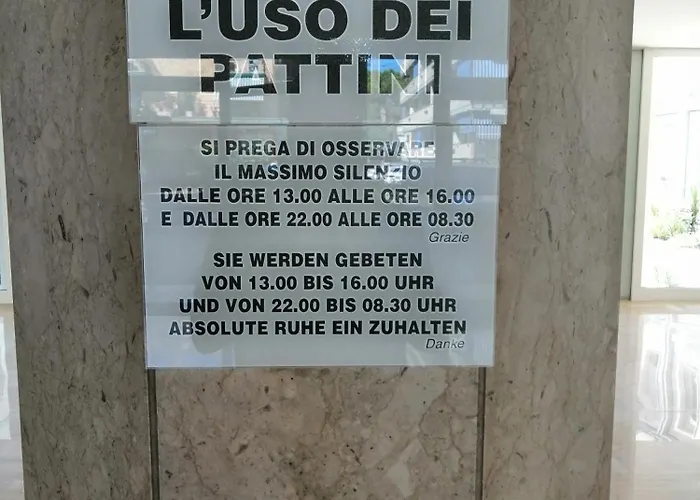 L'USO DEI
PATTINI
SI PREGA DI OSSERVARE
IL MASSIMO SILENZIO
DALLE ORE 13.00 ALLE ORE 16.00
E DALLE ORE 22.00 ALLE ORE 08.30
Grazie
SIE WERDEN GEBETEN
VON 13.00 BIS 16.00 UHR
UND VON 22.00 BIS 08.30 UHR
ABSOLUTE RUHE EIN ZUHALTEN
Danke